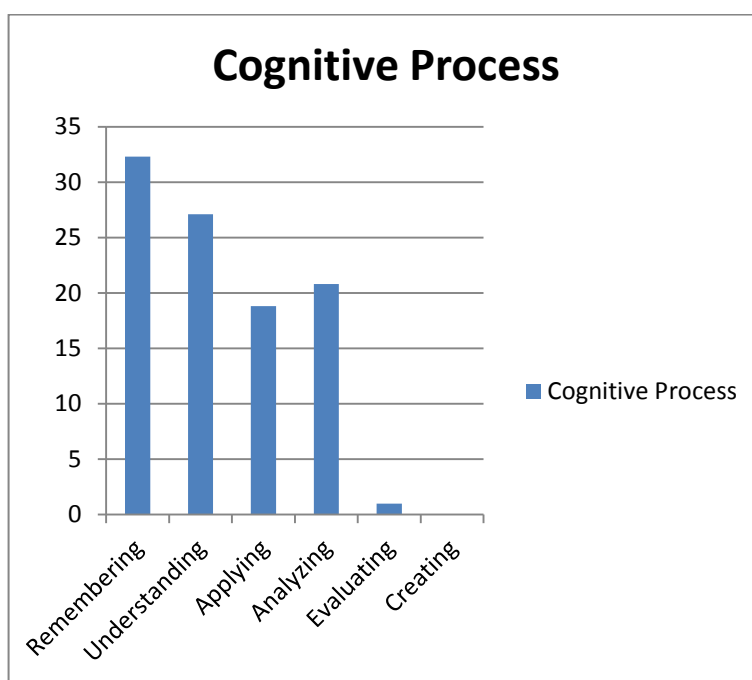 Cognitive Process
35
30
25
20
15
10
5
0
Remembering
Understanding
Applying
Analyzing
Evaluating
Creating
Cognitive Process